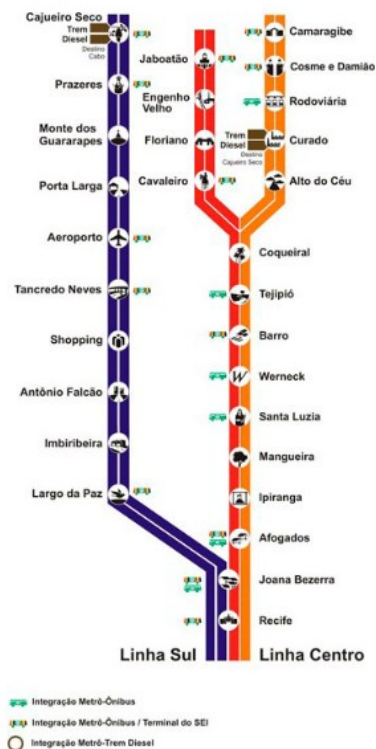 Cajueiro Seco
Trem
Diesel
Destino
Cabo
Prazeres
Monte dos
Guararapes
Porta Larga
Aeroporto
Tancredo Neves
Shopping
Antônio Falcão
Imbiribeira
Largo da Paz
Jaboatão
Engenho
Velho
Floriano
Cavaleiro
Camaragibe
Cosme e Damião
Rodoviária
Trem
Diesel
Destino
Cajueiro Seco
Curado
Alto do Céu
Coqueiral
Tejipió
Barro
Werneck
Santa Luzia
Mangueira
Ipiranga
Afogados
Joana Bezerra
Recife
Linha Sul
Linha Centro
Integração Metrô-Ônibus
Integração Metrô-Ônibus / Terminal do SEI
Integração Metrô-Trem Diesel